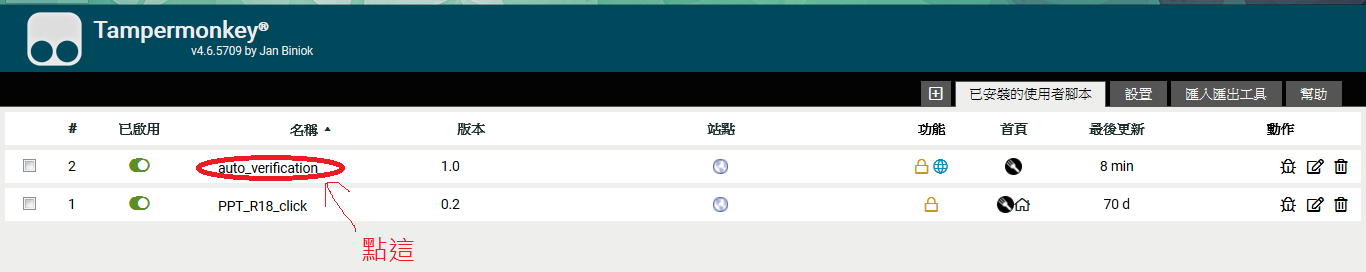 Tampermonkey®
v4.6.5709 by Jan Biniok
已安裝的使用者腳本 設置 匯入匯出工具 幫助
# 已啟用 名稱 版本 站點 功能 首頁 最後更新 動作
2 auto_verification 1.0 8 min
1 PPT_R18_click 0.2 70 d
點這